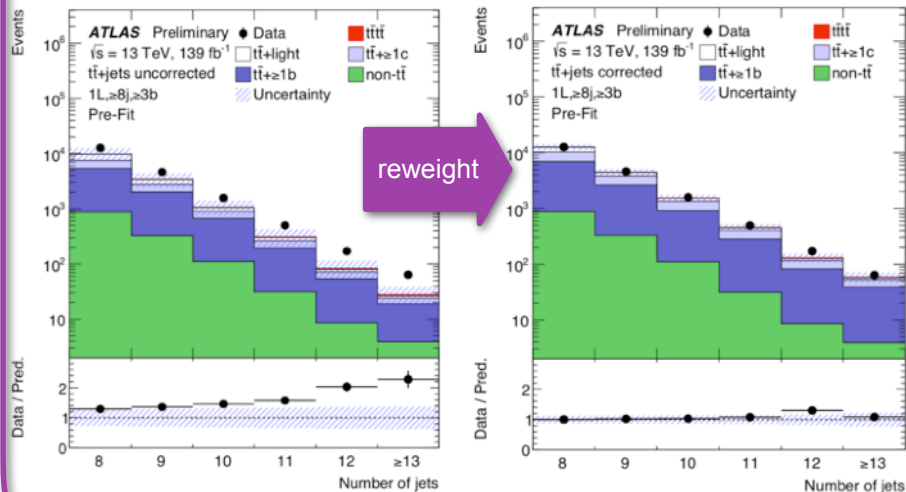 Events
10⁶
10⁵
10⁴
10³
10²
10
ATLAS Preliminary
√s = 13 TeV, 139 fb⁻¹
tt̄+jets uncorrected
1L,≥8j,≥3b
Pre-Fit
Data
tt̄tt̄
tt̄+light
tt̄+≥1c
tt̄+≥1b
non-tt̄
Uncertainty
Data / Pred.
2
1
0
8 9 10 11 12 ≥13
Number of jets
reweight
Events
10⁶
10⁵
10⁴
10³
10²
10
ATLAS Preliminary
√s = 13 TeV, 139 fb⁻¹
tt̄+jets corrected
1L,≥8j,≥3b
Pre-Fit
Data
tt̄tt̄
tt̄+light
tt̄+≥1c
tt̄+≥1b
non-tt̄
Uncertainty
Data / Pred.
2
1
0
8 9 10 11 12 ≥13
Number of jets